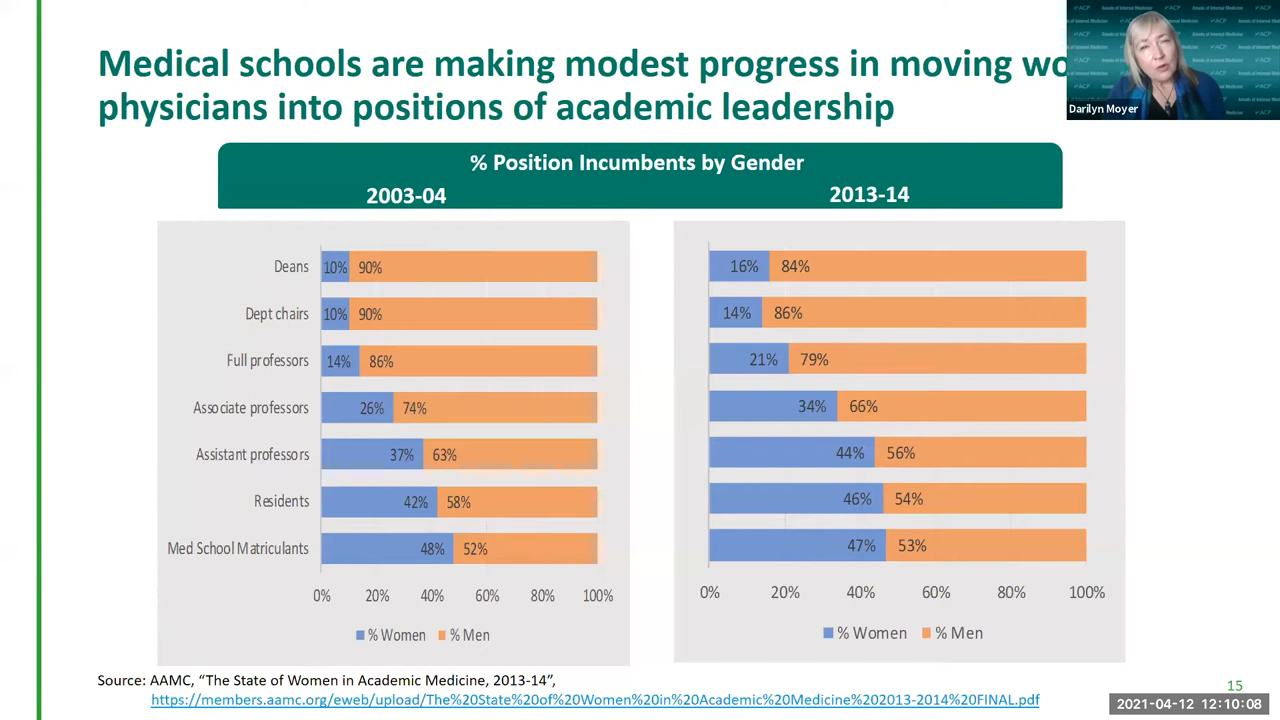 Medical schools are making modest progress in moving
physicians into positions of academic leadership
Darilyn Moyer
ACP
Annals of Internal Medicine
% Position Incumbents by Gender
2003-04
2013-14
Deans 10% 90%
Dept chairs 10% 90%
Full professors 14% 86%
Associate professors 26% 74%
Assistant professors 37% 63%
Residents 42% 58%
Med School Matriculants 48% 52%
0% 20% 40% 60% 80% 100%
% Women % Men
16% 84%
14% 86%
21% 79%
34% 66%
44% 56%
46% 54%
47% 53%
0% 20% 40% 60% 80% 100%
% Women % Men
Source: AAMC, “The State of Women in Academic Medicine, 2013-14”,
https://members.aamc.org/eweb/upload/The%20State%20of%20Women%20in%20Academic%20Medicine%202013-2014%20FINAL.pdf
15
2021-04-12 12:10:08